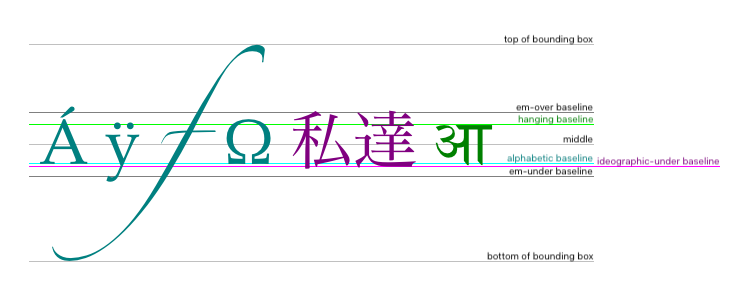 top of bounding box
em-over baseline
hanging baseline
Áÿƒ Ω 私達 आ
middle
alphabetic baseline
ideographic-under baseline
em-under baseline
bottom of bounding box